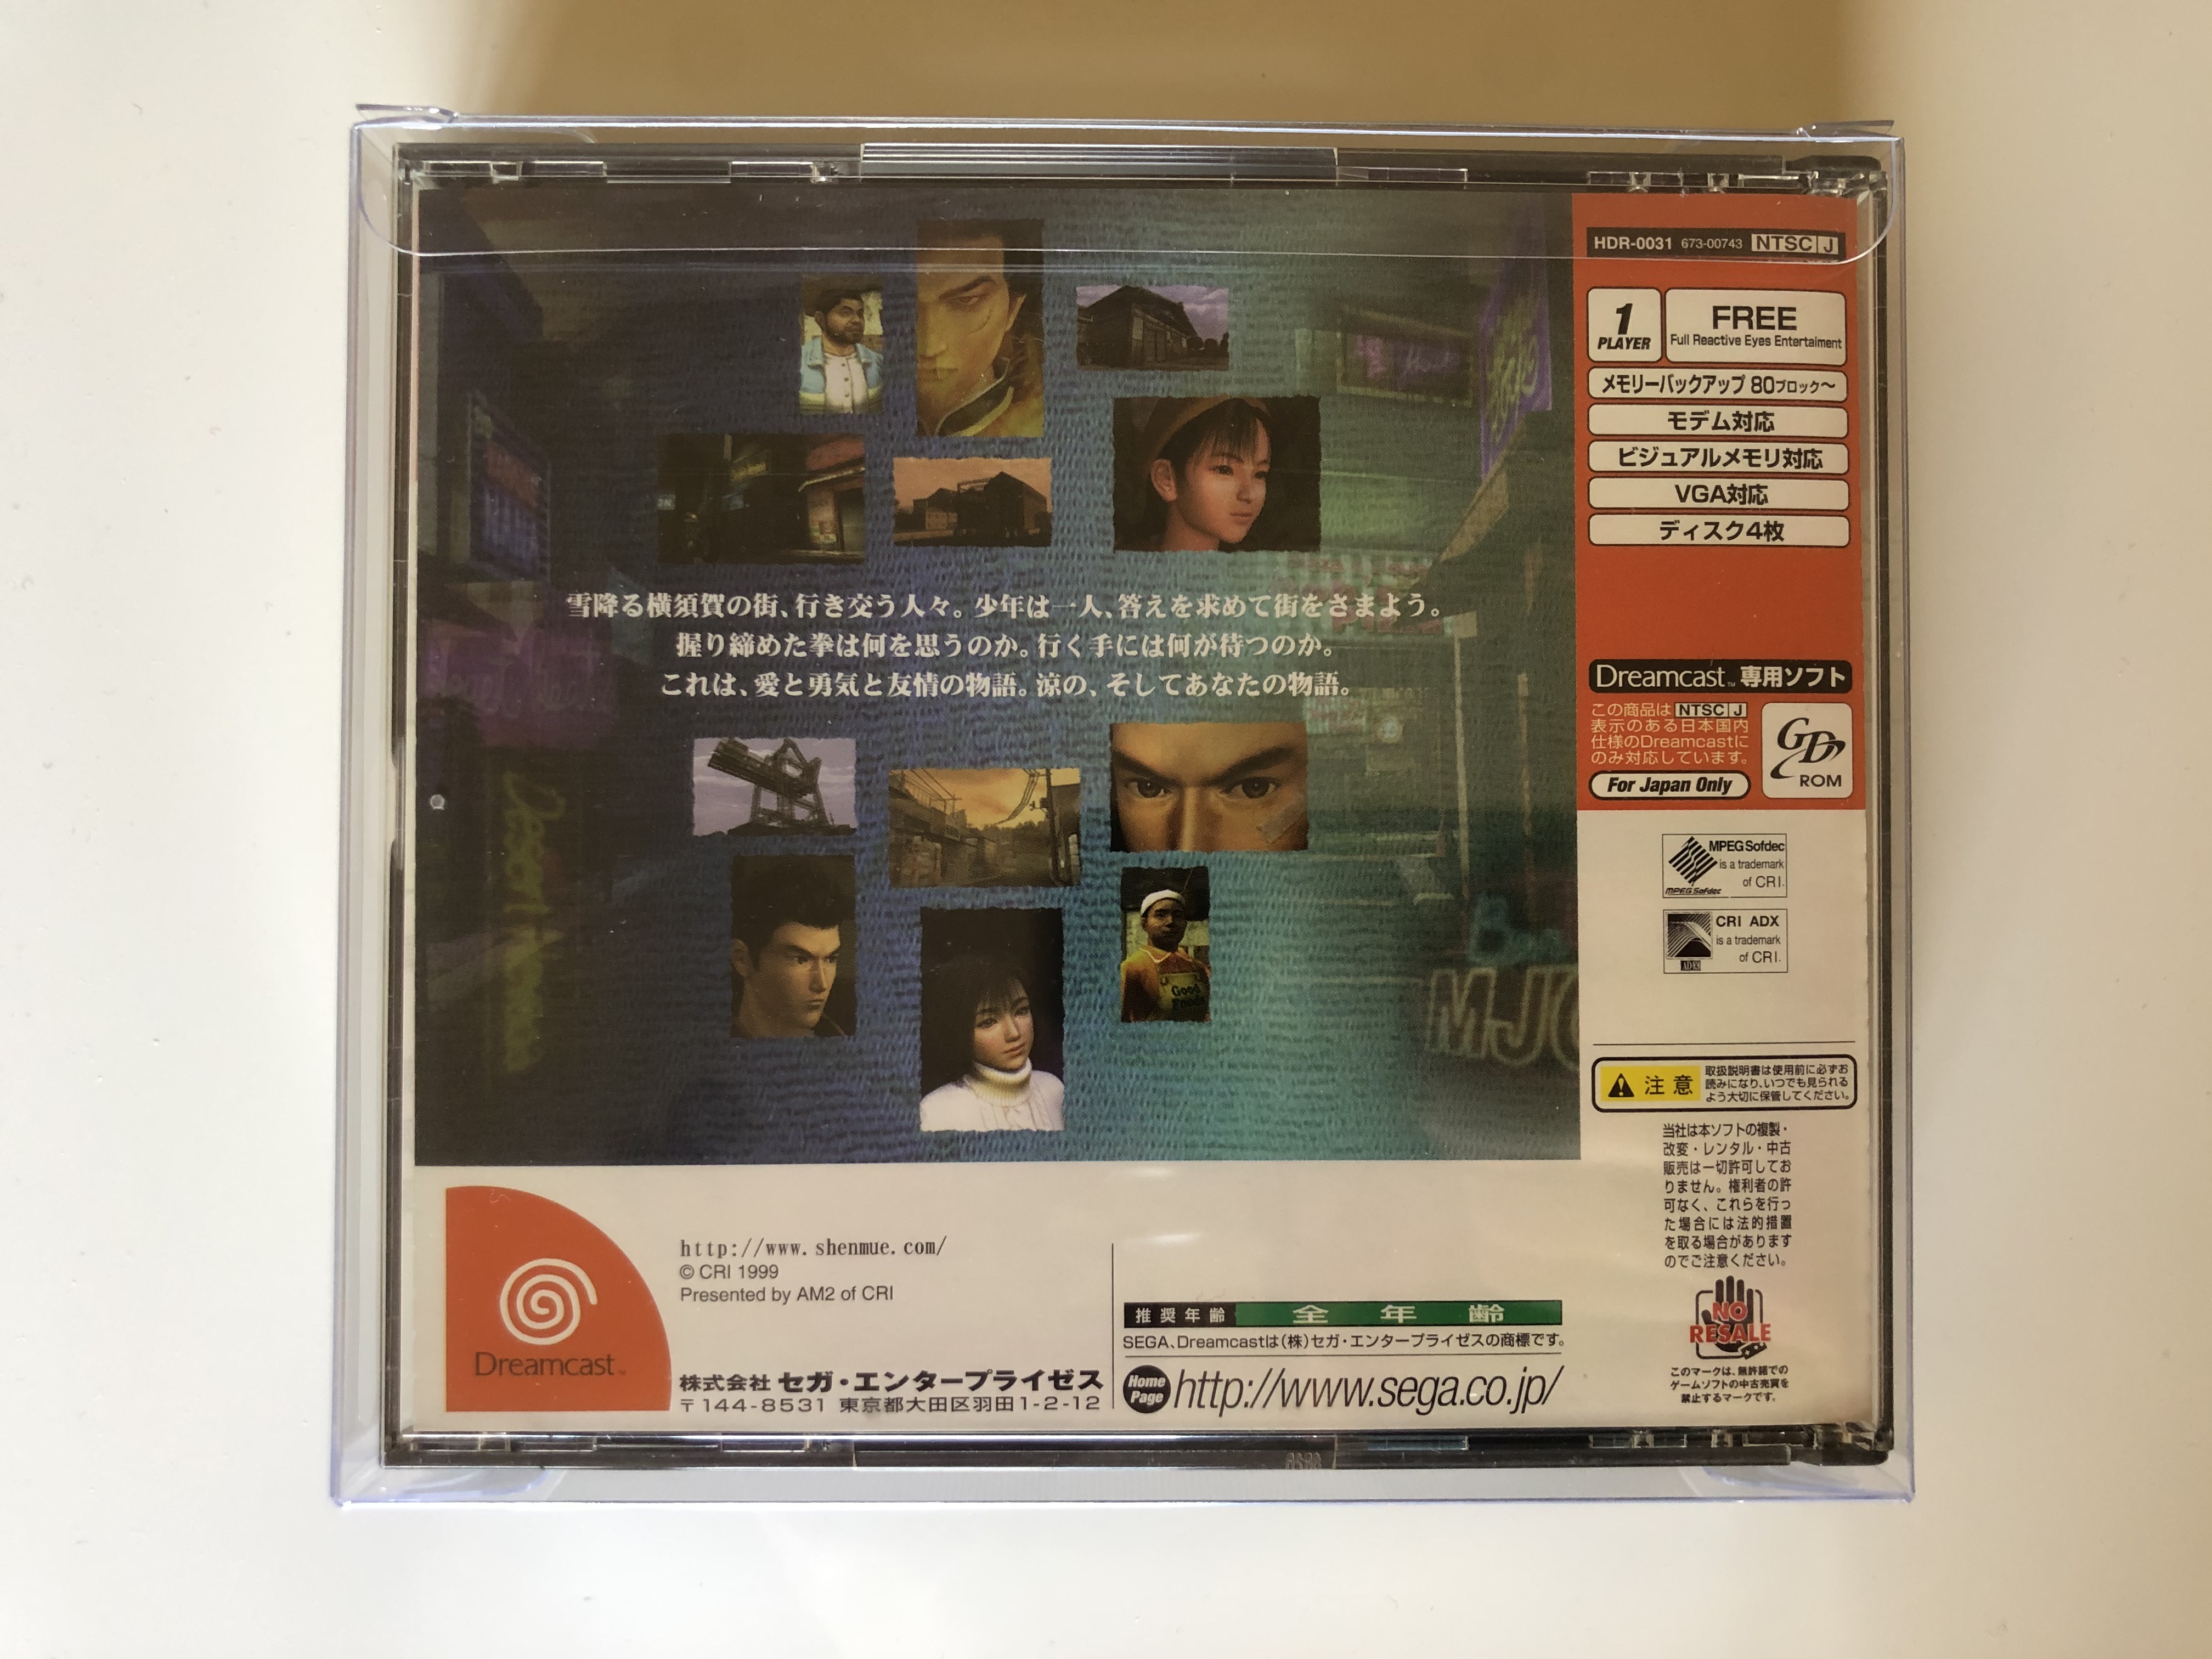 HDR-0031 673-00743 NTSC J
1 PLAYER
FREE
Full Reactive Eyes Entertaiment
メモリーバックアップ 80ブロック〜
モデム対応
ビジュアルメモリ対応
VGA対応
ディスク4枚
雪降る横須賀の街、行き交う人々。少年は一人、答えを求めて街をさまよう。
握り締めた拳は何を思うのか。行く手には何が待つのか。
これは、愛と勇気と友情の物語。涼の、そしてあなたの物語。
Dreamcast™ 専用ソフト
この商品は NTSC J
表示のある日本国内
仕様のDreamcastに
のみ対応しています。
For Japan Only
GD
ROM
MPEG Sofdec
is a trademark
of CRI.
MPEG Sofdec
CRI ADX
is a trademark
of CRI.
ADX
Good
Foods
MJQ
注意
取扱説明書は使用前に必ずお
読みになり、いつでも見られる
よう大切に保管してください。
当社は本ソフトの複製・
改変・レンタル・中古
販売は一切許可してお
りません。権利者の許
可なく、これらを行っ
た場合には法的措置
を取る場合があります
のでご注意ください。
NO
RESALE
このマークは、無許諾での
ゲームソフトの中古売買を
禁止するマークです。
Dreamcast™
http://www.shenmue.com/
© CRI 1999
Presented by AM2 of CRI
株式会社 セガ・エンタープライゼス
〒144-8531 東京都大田区羽田1-2-12
推奨年齢 全年齢
SEGA、Dreamcastは(株)セガ・エンタープライゼスの商標です。
Home Page http://www.sega.co.jp/